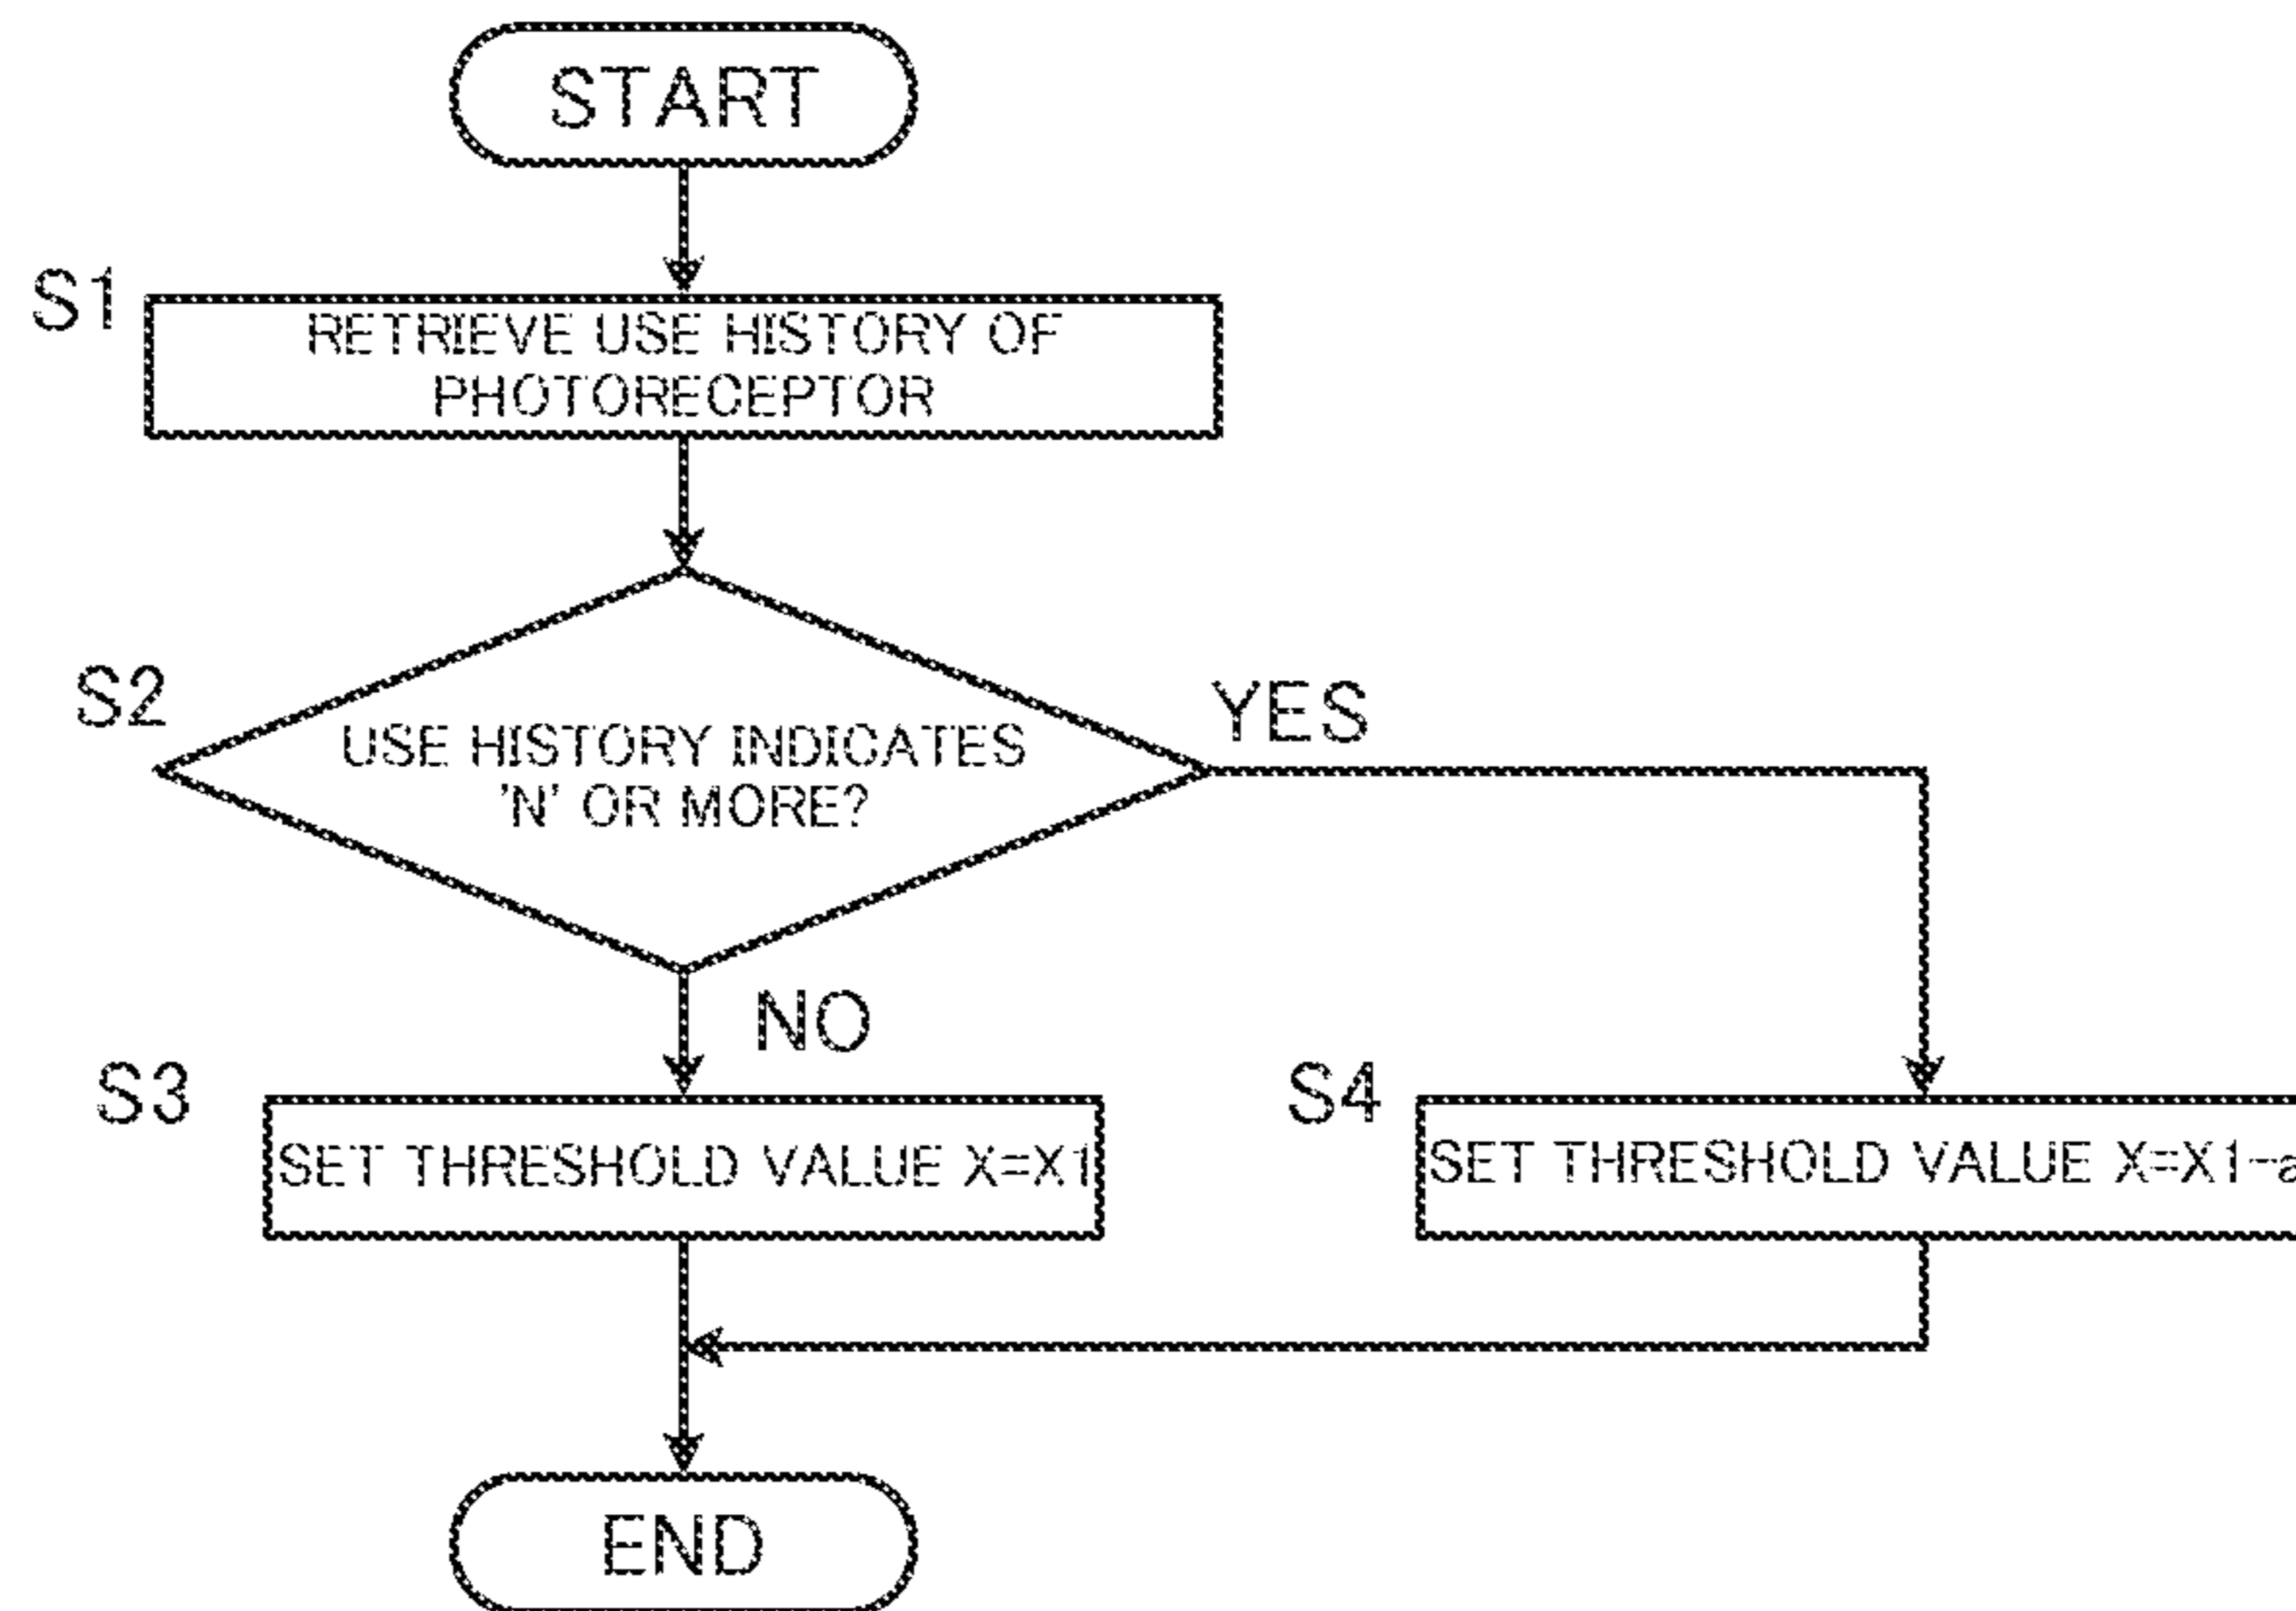 START
S1
RETRIEVE USE HISTORY OF
PHOTORECEPTOR
S2
USE HISTORY INDICATES
'N' OR MORE?
YES
NO
S3
SET THRESHOLD VALUE X=X1
S4
SET THRESHOLD VALUE X=X1-a
END